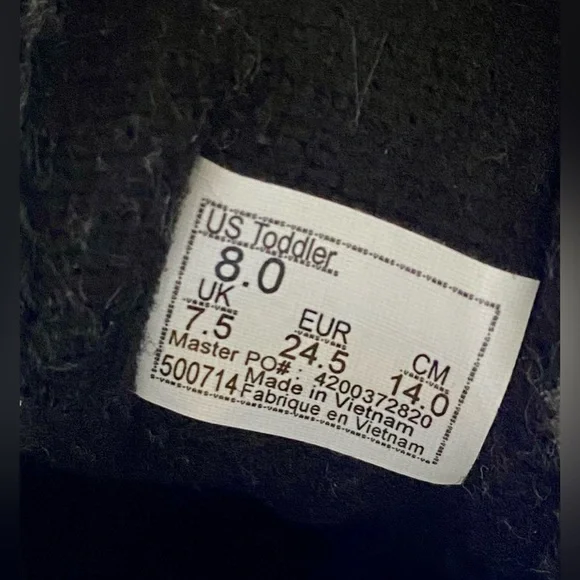 US Toddler
8.0
UK EUR CM
7.5 24.5 14.0
Master PO#: 4200372820
500714 Made in Vietnam
Fabrique en Vietnam